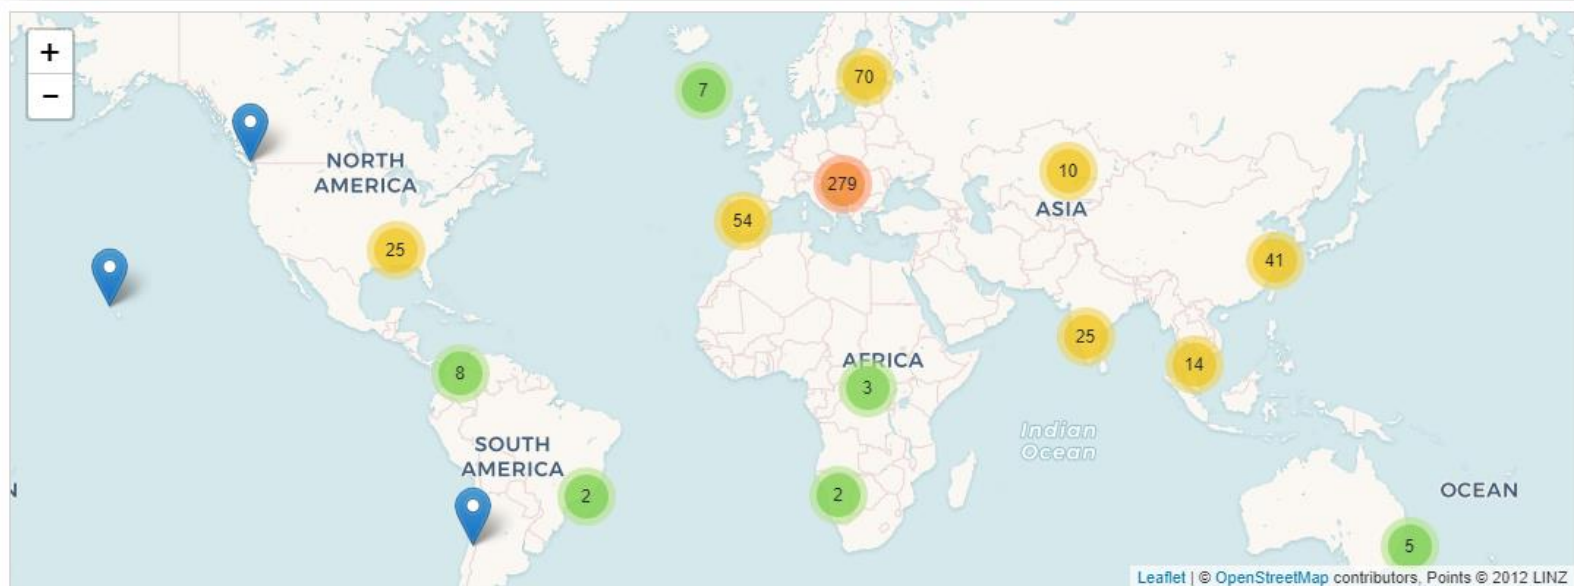 +
−
7
70
NORTH
AMERICA
279
10
ASIA
54
25
41
25
14
8
AFRICA
3
Indian
Ocean
SOUTH
AMERICA
2
2
N
OCEAN
5
Leaflet | © OpenStreetMap contributors, Points © 2012 LINZ